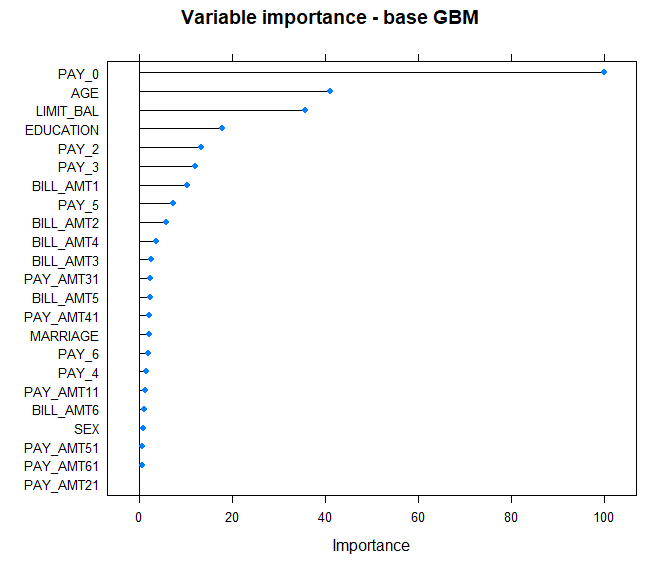 Variable importance - base GBM
PAY_0
AGE
LIMIT_BAL
EDUCATION
PAY_2
PAY_3
BILL_AMT1
PAY_5
BILL_AMT2
BILL_AMT4
BILL_AMT3
PAY_AMT31
BILL_AMT5
PAY_AMT41
MARRIAGE
PAY_6
PAY_4
PAY_AMT11
BILL_AMT6
SEX
PAY_AMT51
PAY_AMT61
PAY_AMT21
0 20 40 60 80 100
Importance